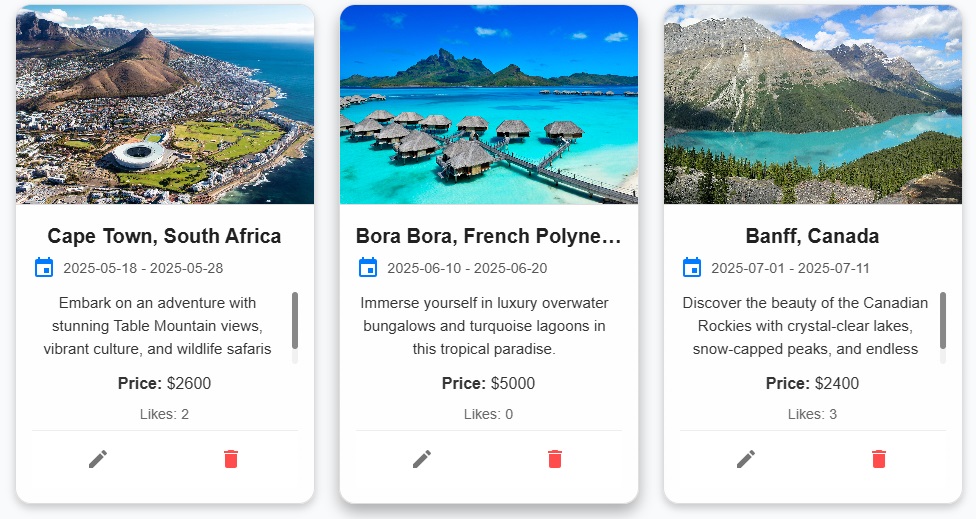 Cape Town, South Africa
2025-05-18 - 2025-05-28
Embark on an adventure with
stunning Table Mountain views,
vibrant culture, and wildlife safaris
Price: $2600
Likes: 2
Bora Bora, French Polyne...
2025-06-10 - 2025-06-20
Immerse yourself in luxury overwater
bungalows and turquoise lagoons in
this tropical paradise.
Price: $5000
Likes: 0
Banff, Canada
2025-07-01 - 2025-07-11
Discover the beauty of the Canadian
Rockies with crystal-clear lakes,
snow-capped peaks, and endless
Price: $2400
Likes: 3